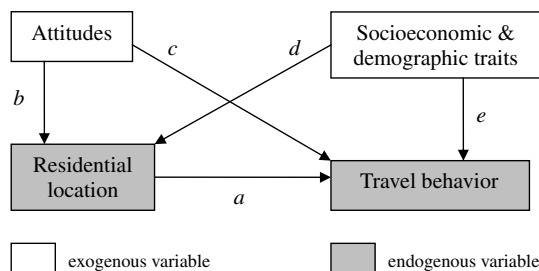 Attitudes
c
d
Socioeconomic &
demographic traits
b
e
Residential
location
a
Travel behavior
exogenous variable
endogenous variable